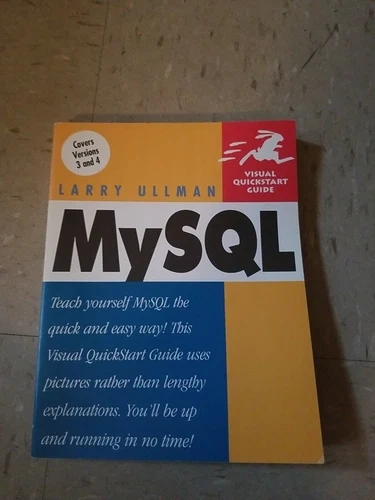 Covers
Versions
3 and 4
VISUAL
QUICKSTART
GUIDE
LARRY ULLMAN
MySQL
Teach yourself MySQL the
quick and easy way! This
Visual QuickStart Guide uses
pictures rather than lengthy
explanations. You'll be up
and running in no time!